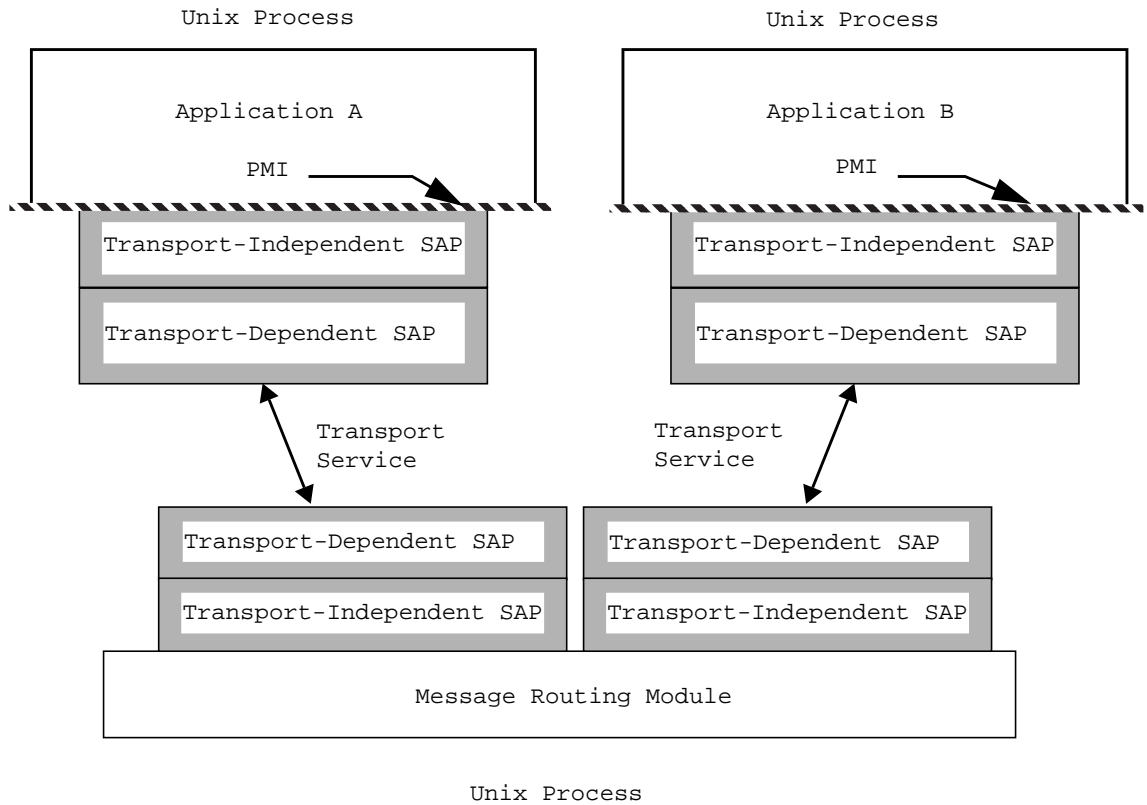 Unix Process
Unix Process
Application A
Application B
PMI
PMI
Transport-Independent SAP
Transport-Independent SAP
Transport-Dependent SAP
Transport-Dependent SAP
Transport
Service
Transport
Service
Transport-Dependent SAP
Transport-Dependent SAP
Transport-Independent SAP
Transport-Independent SAP
Message Routing Module
Unix Process